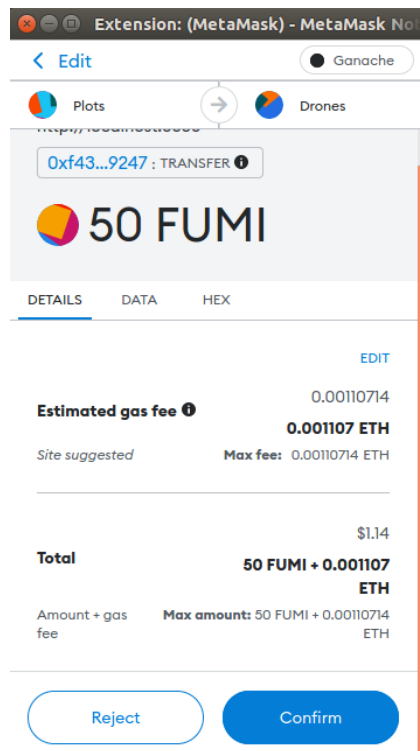 Extension: (MetaMask) - MetaMask No
Edit
Ganache
Plots
Drones
0xf43...9247 : TRANSFER
50 FUMI
DETAILS DATA HEX
EDIT
0.00110714
Estimated gas fee
0.001107 ETH
Site suggested Max fee: 0.00110714 ETH
$1.14
Total
50 FUMI + 0.001107
ETH
Amount + gas Max amount: 50 FUMI + 0.00110714
fee ETH
Reject Confirm